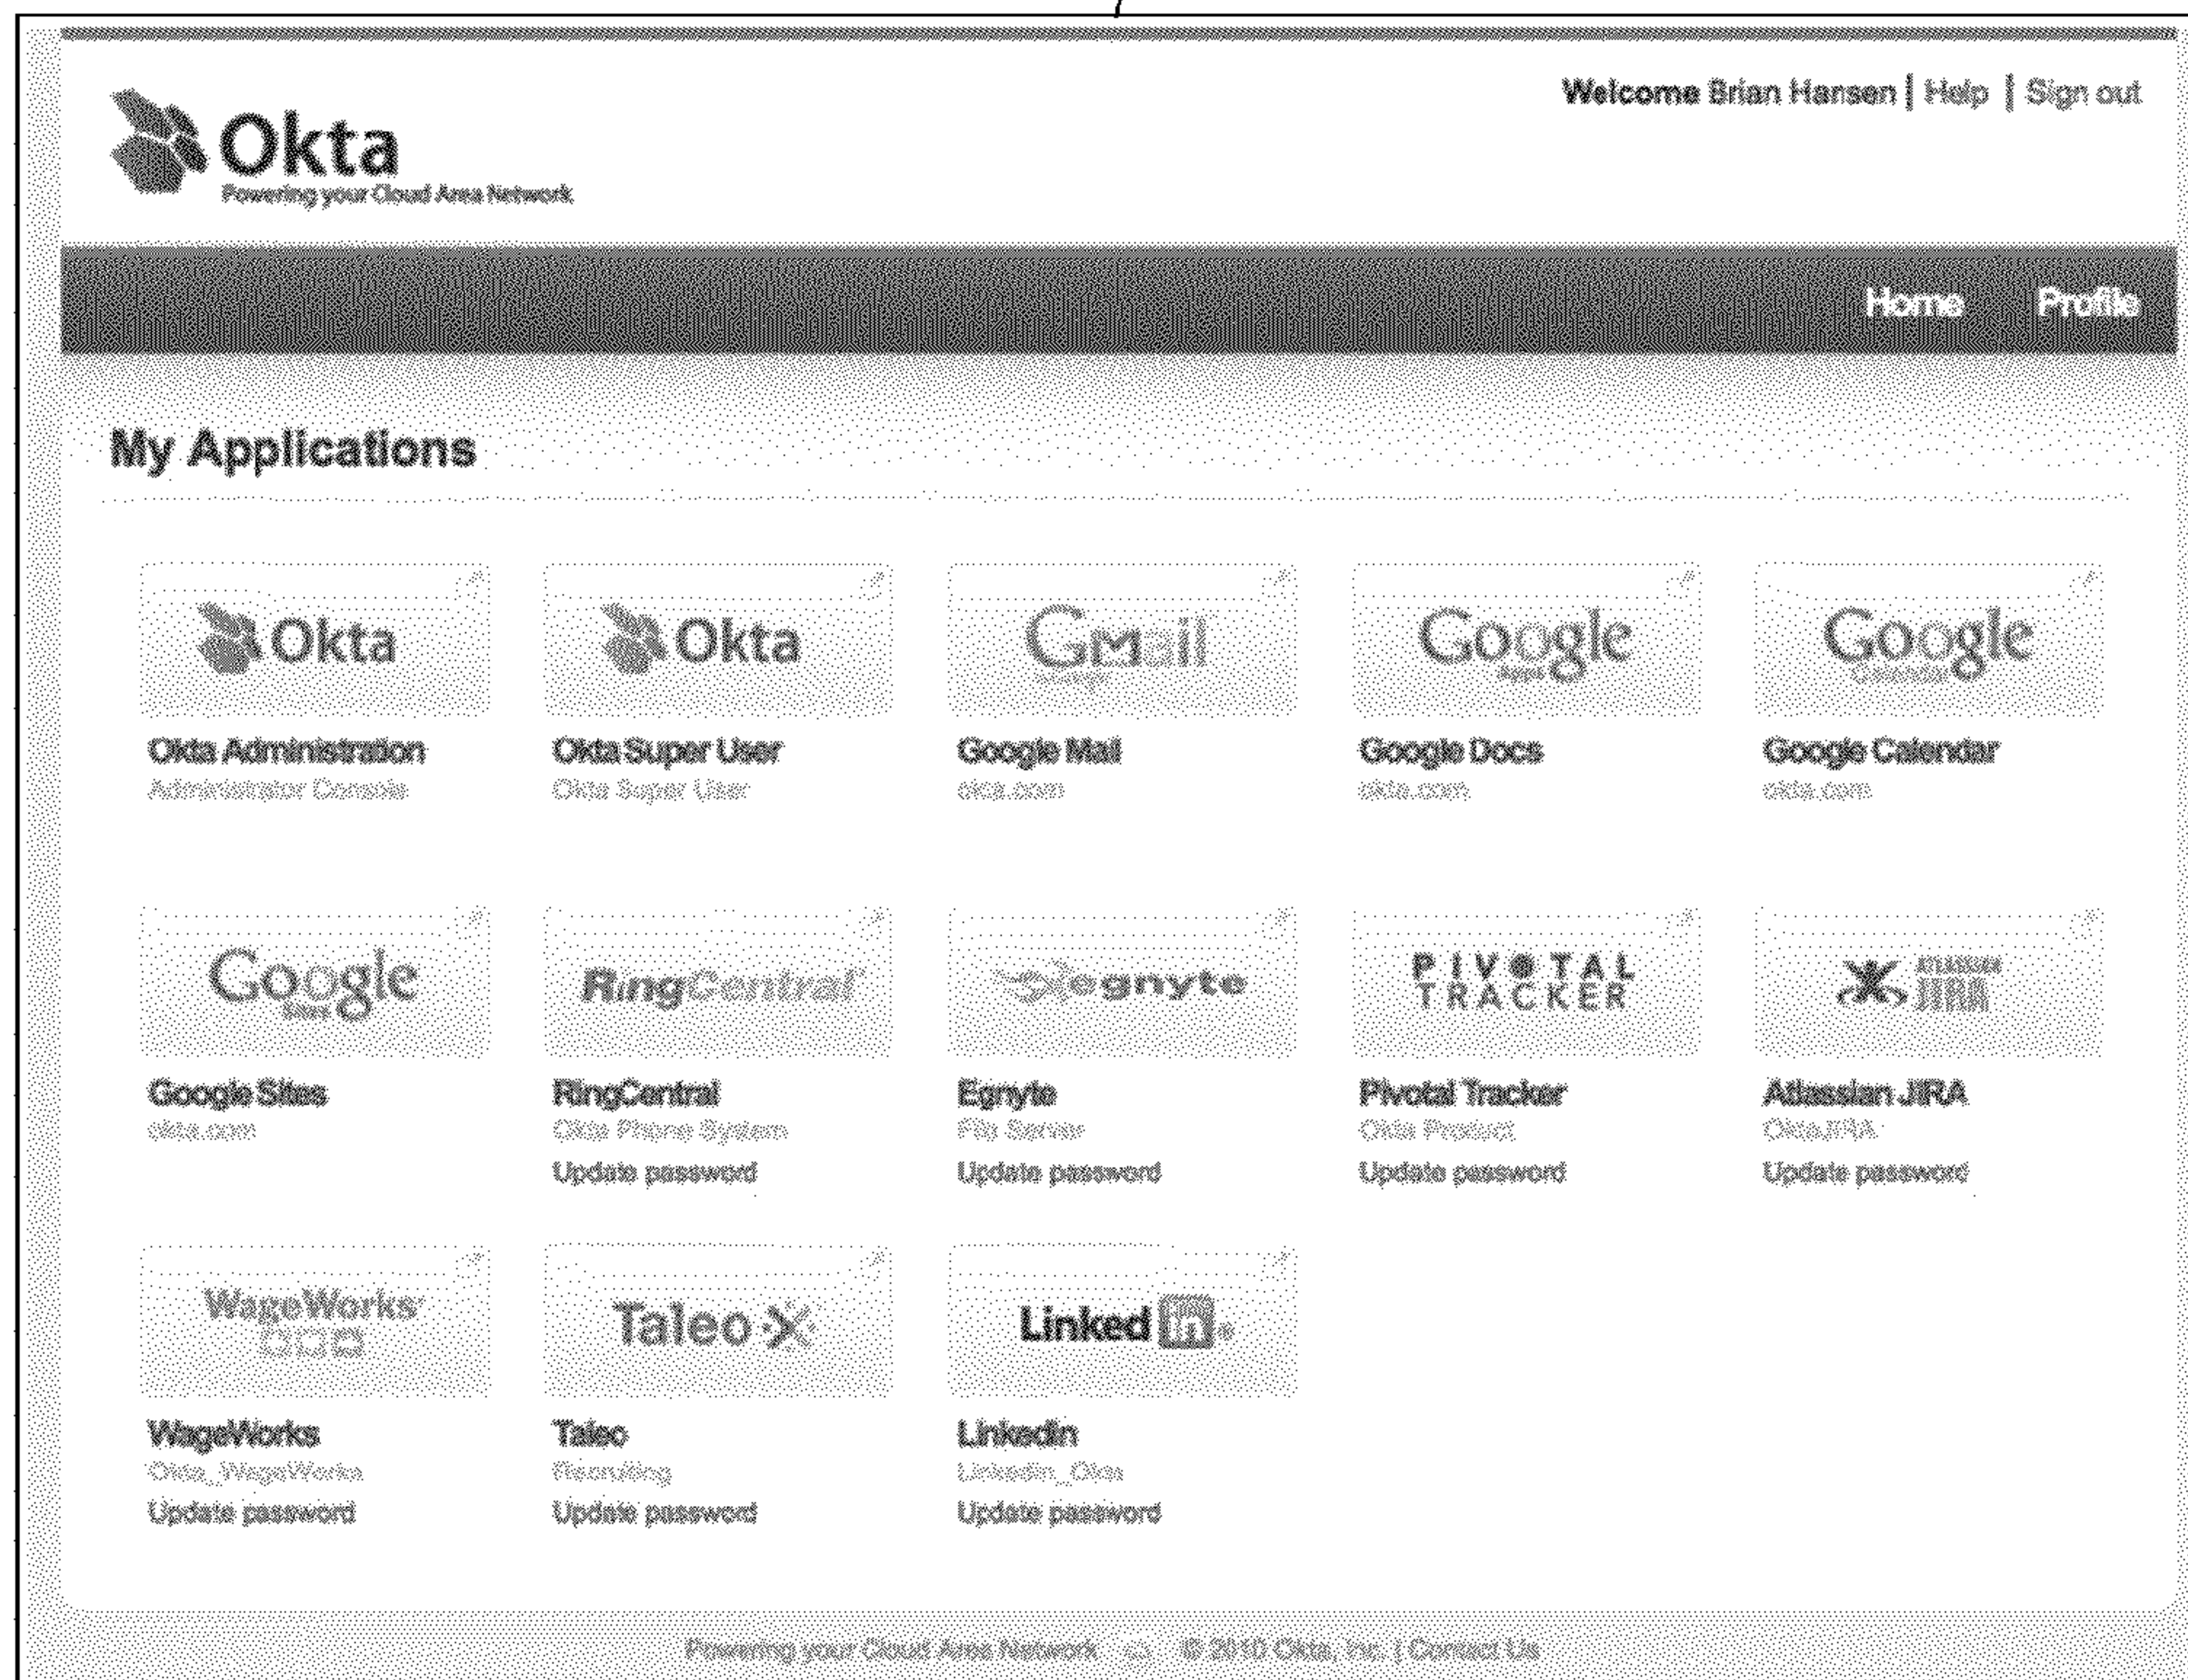 Welcome Brian Hansen | Help | Sign out
Okta
Powering your Cloud Area Network
Home Profile
My Applications
Okta Okta Gmail Google Google
Apps Calendar
Okta Administration Okta Super User Google Mail Google Docs Google Calendar
Administrator Console Okta Super User okta.com okta.com okta.com
Google RingCentral egnyte PIVOTAL TRACKER JIRA
Sites
Google Sites RingCentral Egnyte Pivotal Tracker Atlassian JIRA
okta.com Okta Phone System File Server Okta Product OktaJIRA
Update password Update password Update password Update password
WageWorks Taleo Linked in
WageWorks Taleo LinkedIn
Okta_WageWorks Recruiting LinkedIn_Okta
Update password Update password Update password
Powering your Cloud Area Network © 2010 Okta, Inc. | Contact Us